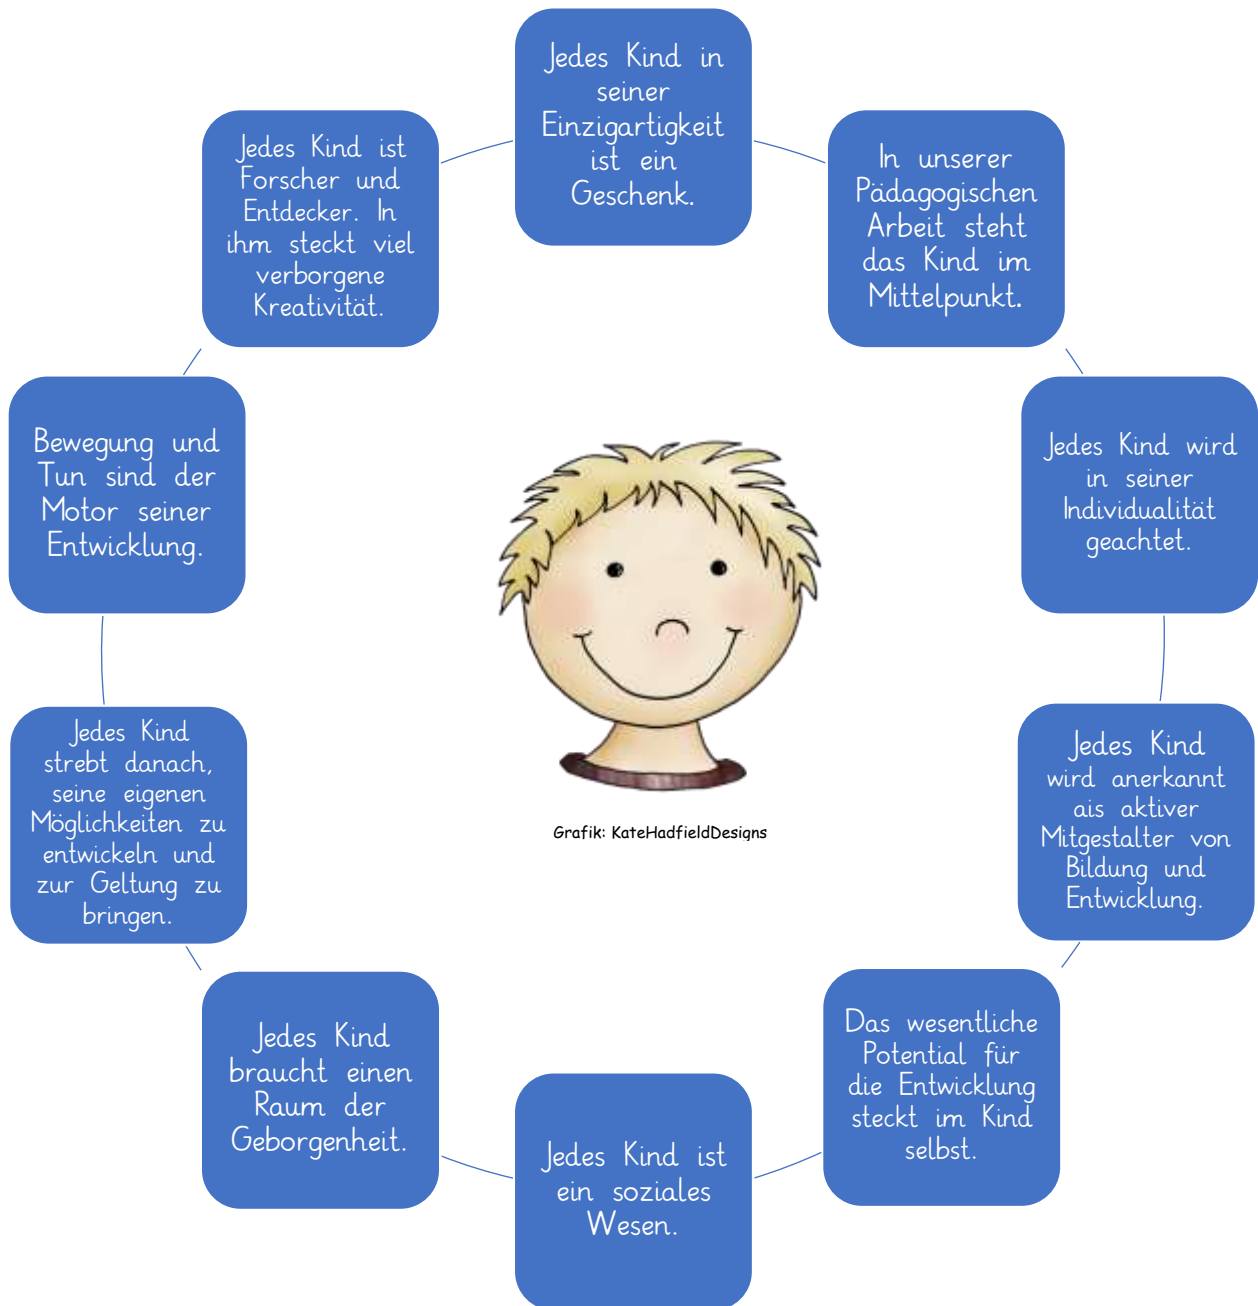 Jedes Kind in
seiner
Einzigartigkeit
ist ein
Geschenk.
In unserer
Pädagogischen
Arbeit steht
das Kind im
Mittelpunkt.
Jedes Kind wird
in seiner
Individualität
geachtet.
Jedes Kind
wird anerkannt
ais aktiver
Mitgestalter von
Bildung und
Entwicklung.
Das wesentliche
Potential für
die Entwicklung
steckt im Kind
selbst.
Jedes Kind ist
ein soziales
Wesen.
Jedes Kind
braucht einen
Raum der
Geborgenheit.
Jedes Kind
strebt danach,
seine eigenen
Möglichkeiten zu
entwickeln und
zur Geltung zu
bringen.
Bewegung und
Tun sind der
Motor seiner
Entwicklung.
Jedes Kind ist
Forscher und
Entdecker. In
ihm steckt viel
verborgene
Kreativität.
Grafik: KateHadfieldDesigns